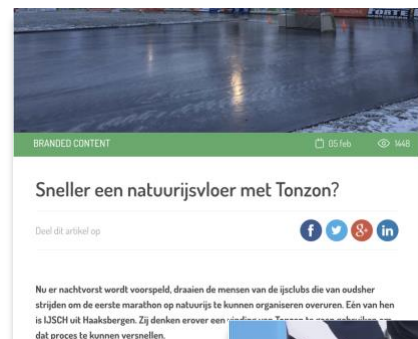 BRANDED CONTENT 05 feb 1448
Sneller een natuurijsvloer met Tonzon?
Deel dit artikel op
Nu er nachtvorst wordt voorspeld, draaien de mensen van de ijsclubs die van oudsher
strijden om de eerste marathon op natuurijs te kunnen organiseren overuren. Eén van hen
is IJSCH uit Haaksbergen. Zij denken erover een
dat proces te kunnen versnellen.